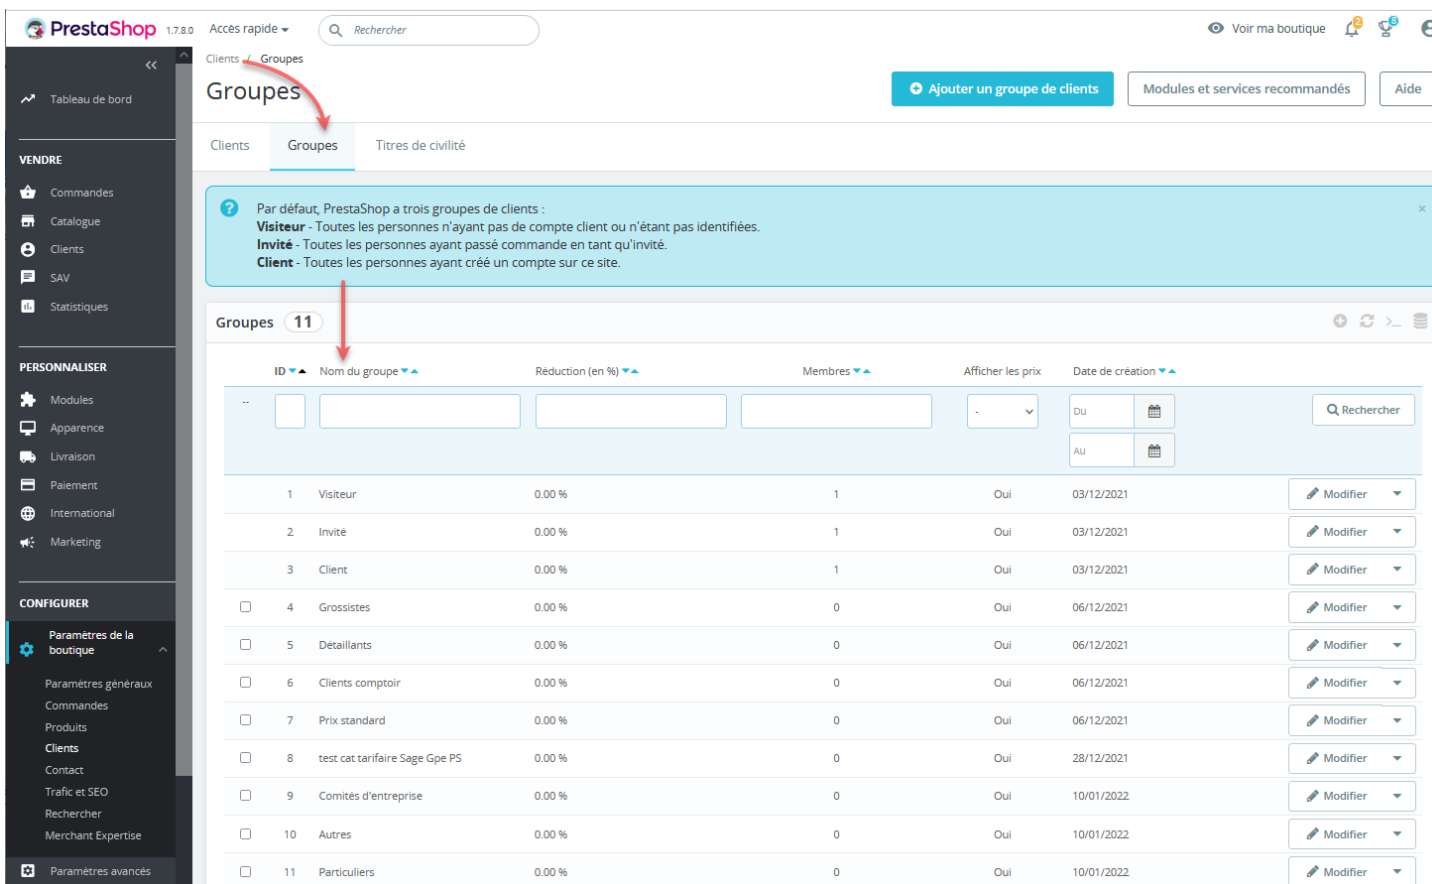 PrestaShop 1.7.8.0 Accès rapide Rechercher Voir ma boutique 2 8
Clients / Groupes
Groupes
Ajouter un groupe de clients Modules et services recommandés Aide
Clients Groupes Titres de civilité
Tableau de bord
VENDRE
Commandes
Catalogue
Clients
SAV
Statistiques
PERSONNALISER
Modules
Apparence
Livraison
Paiement
International
Marketing
CONFIGURER
Paramètres de la
boutique
Paramètres généraux
Commandes
Produits
Clients
Contact
Trafic et SEO
Rechercher
Merchant Expertise
Paramètres avancés
Par défaut, PrestaShop a trois groupes de clients :
Visiteur - Toutes les personnes n'ayant pas de compte client ou n'étant pas identifiées.
Invité - Toutes les personnes ayant passé commande en tant qu'invité.
Client - Toutes les personnes ayant créé un compte sur ce site.
Groupes 11
ID Nom du groupe Réduction (en %) Membres Afficher les prix Date de création
-- - Du Rechercher
Au
1 Visiteur 0.00 % 1 Oui 03/12/2021 Modifier
2 Invité 0.00 % 1 Oui 03/12/2021 Modifier
3 Client 0.00 % 1 Oui 03/12/2021 Modifier
4 Grossistes 0.00 % 0 Oui 06/12/2021 Modifier
5 Détaillants 0.00 % 0 Oui 06/12/2021 Modifier
6 Clients comptoir 0.00 % 0 Oui 06/12/2021 Modifier
7 Prix standard 0.00 % 0 Oui 06/12/2021 Modifier
8 test cat tarifaire Sage Gpe PS 0.00 % 0 Oui 28/12/2021 Modifier
9 Comités d'entreprise 0.00 % 0 Oui 10/01/2022 Modifier
10 Autres 0.00 % 0 Oui 10/01/2022 Modifier
11 Particuliers 0.00 % 0 Oui 10/01/2022 Modifier